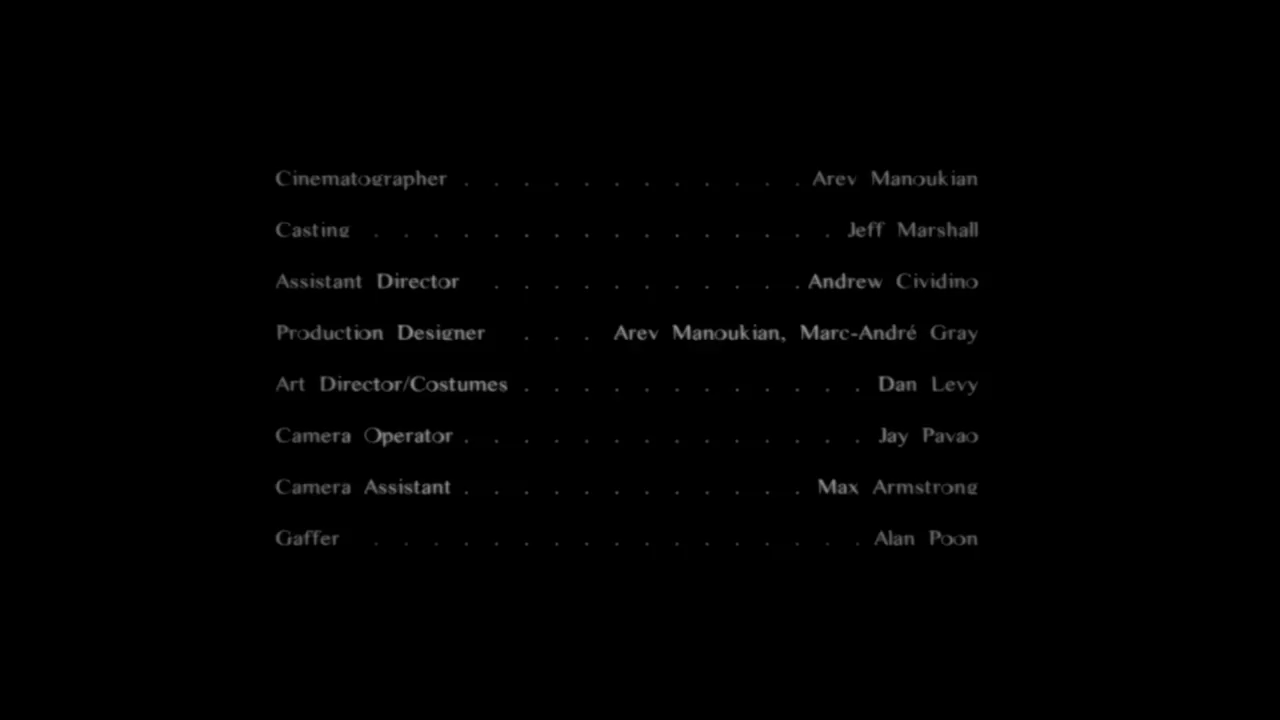 Cinematographer . . . . . . . . . . . . Arev Manoukian
Casting . . . . . . . . . . . . . . . . Jeff Marshall
Assistant Director . . . . . . . . . . . Andrew Cividino
Production Designer . . . Arev Manoukian, Marc-André Gray
Art Director/Costumes . . . . . . . . . . . . Dan Levy
Camera Operator . . . . . . . . . . . . . . Jay Pavao
Camera Assistant . . . . . . . . . . . . Max Armstrong
Gaffer . . . . . . . . . . . . . . . . . Alan Poon